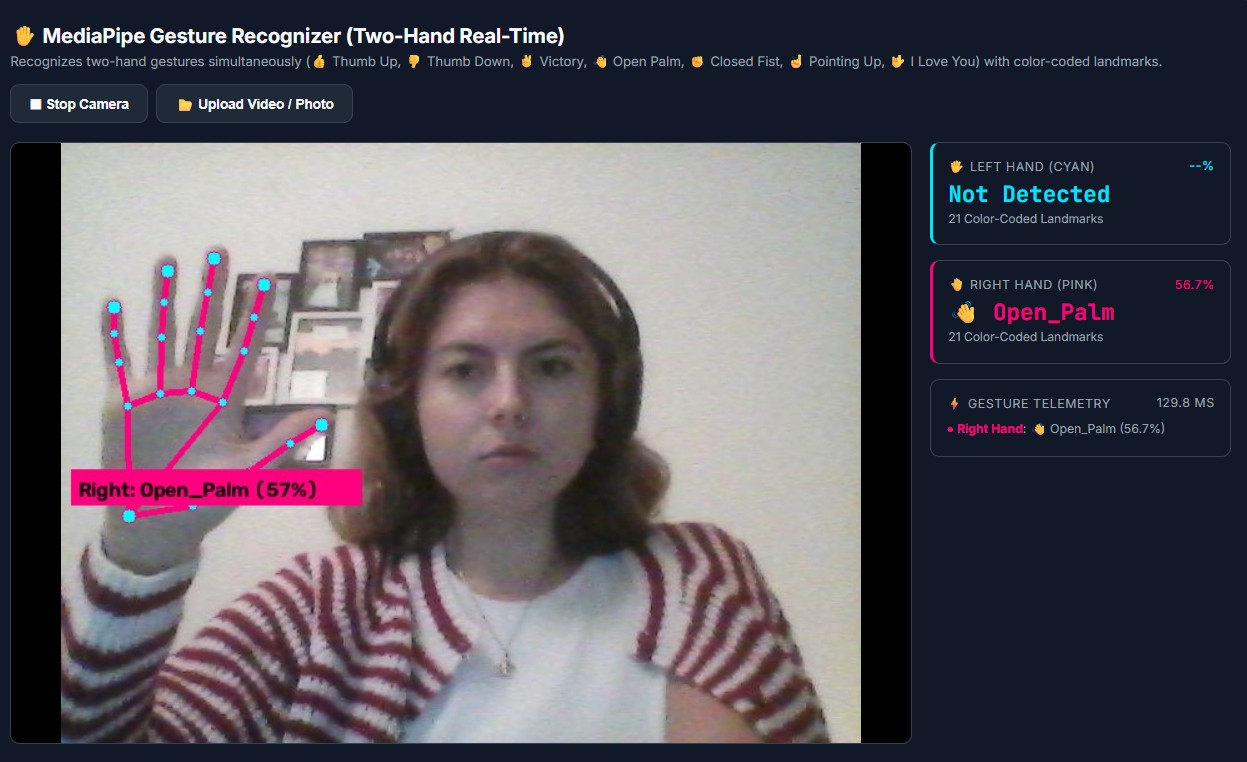 🖐 MediaPipe Gesture Recognizer (Two-Hand Real-Time)
Recognizes two-hand gestures simultaneously (👍 Thumb Up, 👎 Thumb Down, ✌ Victory, 👋 Open Palm, ✊ Closed Fist, ☝ Pointing Up, 🤟 I Love You) with color-coded landmarks.
⏹ Stop Camera
📂 Upload Video / Photo
Right: Open_Palm (57%)
🖐 LEFT HAND (CYAN) --%
Not Detected
21 Color-Coded Landmarks
🤚 RIGHT HAND (PINK) 56.7%
👋 Open_Palm
21 Color-Coded Landmarks
⚡ GESTURE TELEMETRY 129.8 MS
● Right Hand: 👋 Open_Palm (56.7%)